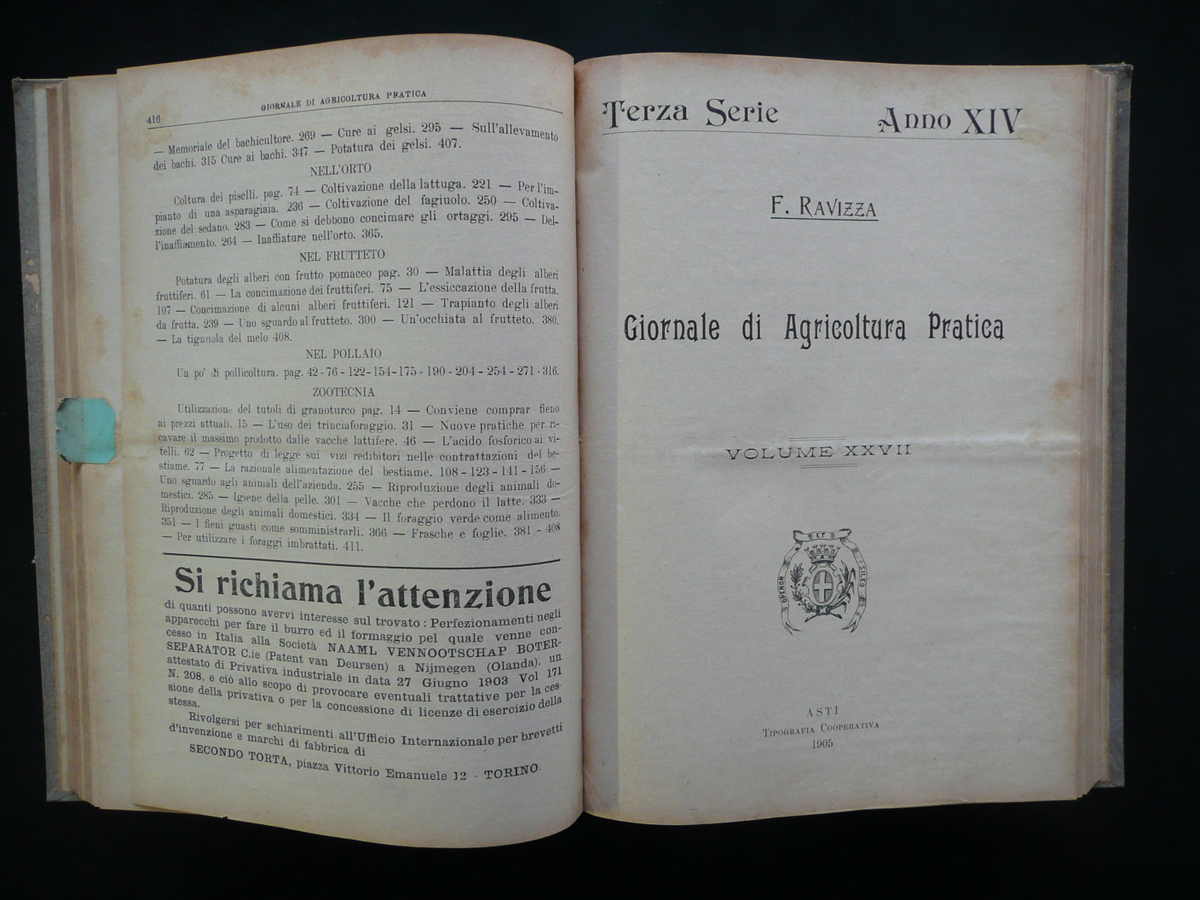 416
GIORNALE DI AGRICOLTURA PRATICA
— Memoriale del bachicultore. 269 — Cure ai gelsi. 295 — Sull'allevamento
dei bachi. 315 Cure ai bachi. 347 — Potatura dei gelsi. 407.
NELL'ORTO
Coltura dei piselli. pag. 74 — Coltivazione della lattuga. 221 — Per l'im-
pianto di una asparagiaia. 236 — Coltivazione del fagiuolo. 250 — Coltiva-
zione del sedano. 283 — Come si debbono concimare gli ortaggi. 295 — Del-
l'inaffiamento. 264 — Inaffiature nell'orto. 365.
NEL FRUTTETO
Potatura degli alberi con frutto pomaceo pag. 30 — Malattia degli alberi
fruttiferi. 61 — La concimazione dei fruttiferi. 75 — L'essiccazione della frutta.
107 — Concimazione di alcuni alberi fruttiferi. 121 — Trapianto degli alberi
da frutta. 239 — Uno sguardo al frutteto. 300 — Un'occhiata al frutteto. 380.
— La tignuola del melo 408.
NEL POLLAIO
Un po' di pollicoltura. pag. 42 - 76 - 122 - 154 - 175 - 190 - 204 - 254 - 271 - 316.
ZOOTECNIA
Utilizzazione del tutoli di granoturco pag. 14 — Conviene comprar fieno
ai prezzi attuali. 15 — L'uso dei trinciaforaggio. 31 — Nuove pratiche per ri-
cavare il massimo prodotto dalle vacche lattifere. 46 — L'acido fosforico ai vi-
telli. 62 — Progetto di legge sui vizi redibitori nelle contrattazioni del be-
stiame. 77 — La razionale alimentazione del bestiame. 108 - 123 - 141 - 156 —
Uno sguardo agli animali dell'azienda. 255 — Riproduzione degli animali do-
mestici. 285 — Igiene della pelle. 301 — Vacche che perdono il latte. 333 —
Riproduzione degli animali domestici. 334 — Il foraggio verde come alimento.
351 — I fieni guasti come somministrarli. 366 — Frasche e foglie. 381 - 408
— Per utilizzare i foraggi imbrattati. 411.
Si richiama l'attenzione
di quanti possono avervi interesse sul trovato : Perfezionamenti negli
apparecchi per fare il burro ed il formaggio pel quale venne con-
cesso in Italia alla Società NAAML VENNOOTSCHAP BOTER-
SEPARATOR C.ie (Patent van Deursen) a Nijmegen (Olanda). un
attestato di Privativa industriale in data 27 Giugno 1903 Vol 171
N. 208, e ciò allo scopo di provocare eventuali trattative per la ces-
sione della privativa o per la concessione di licenze di esercizio della
stessa.
Rivolgersi per schiarimenti all'Ufficio Internazionale per brevetti
d'invenzione e marchi di fabbrica di
SECONDO TORTA, piazza Vittorio Emanuele 12 - TORINO
Terza Serie Anno XIV
F. RAVIZZA
Giornale di Agricoltura Pratica
VOLUME XXVII
OPEROR ET SILEO
ASTI
TIPOGRAFIA COOPERATIVA
1905